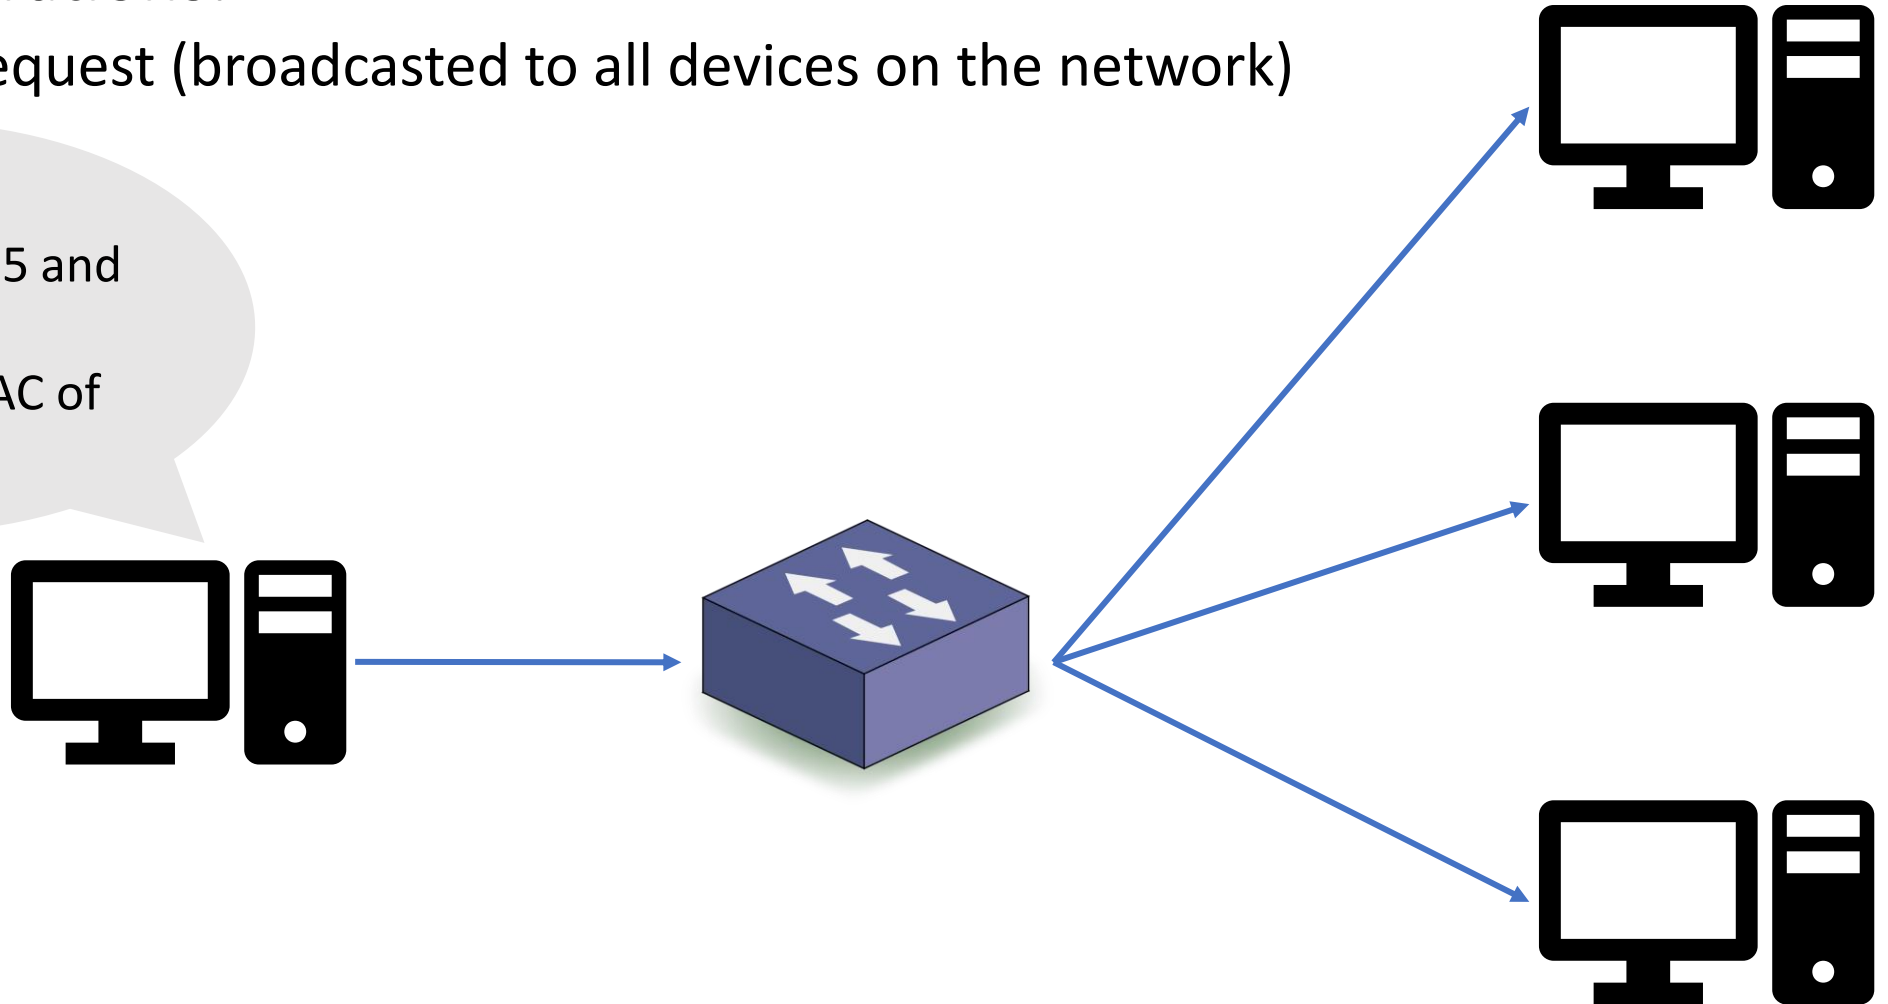 equest (broadcasted to all devices on the network)
5 and
AC of